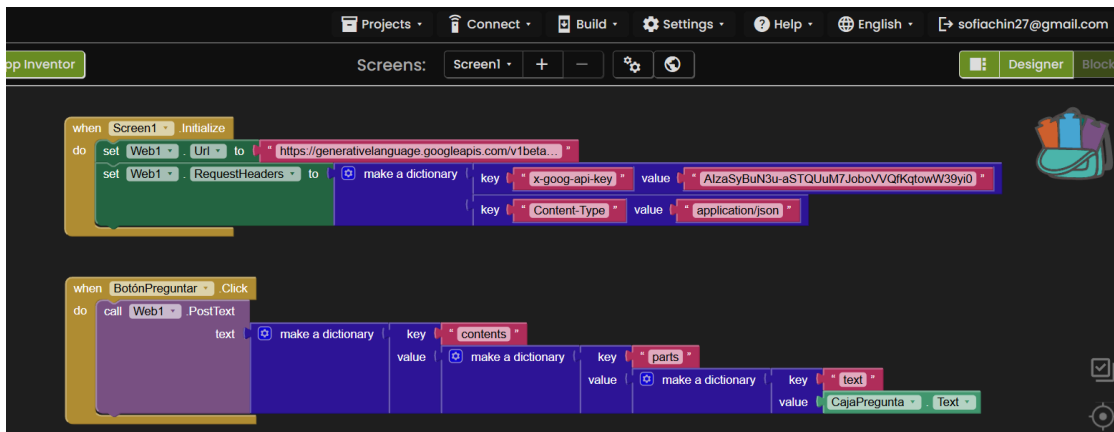 Projects Connect Build Settings Help English sofiachin27@gmail.com
pp Inventor Screens: Screen1 + − Designer Block
when Screen1 .Initialize
do set Web1 . Url to " https://generativelanguage.googleapis.com/v1beta... "
set Web1 . RequestHeaders to make a dictionary key " x-goog-api-key " value " AIzaSyBuN3u-aSTQUuM7JoboVVQfKqtowW39yi0 "
key " Content-Type " value " application/json "
when BotónPreguntar .Click
do call Web1 .PostText
text make a dictionary key " contents "
value make a dictionary key " parts "
value make a dictionary key " text "
value CajaPregunta . Text